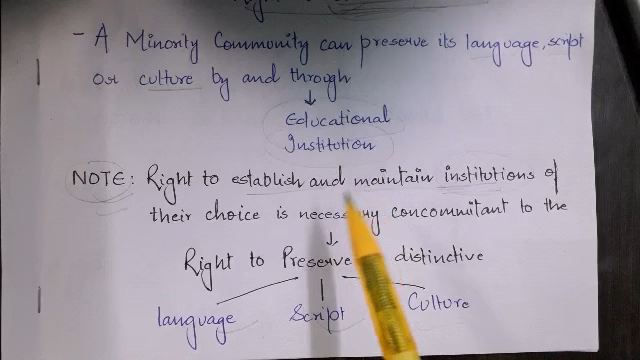 - A Minority Community can preserve its language, script
or culture by and through
↓
Educational
Institution
NOTE: Right to establish and maintain institutions of
their choice is necessary concommitant to the
↓
Right to Preserve distinctive
language Script Culture